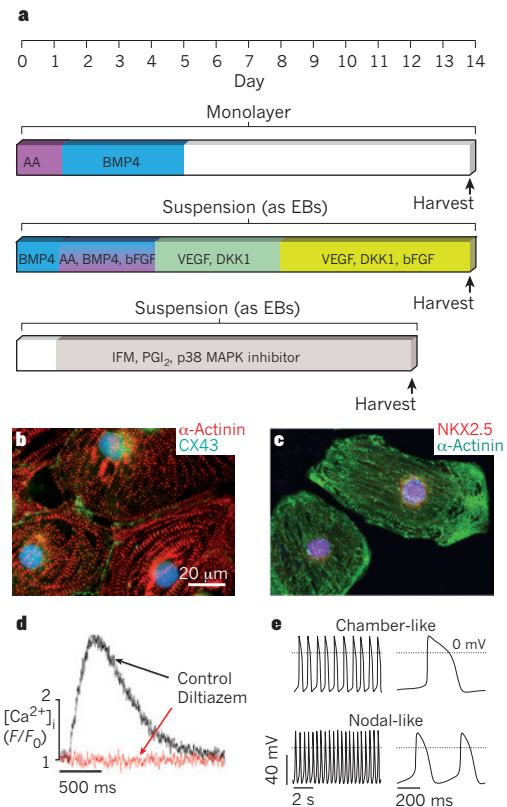 a
0 1 2 3 4 5 6 7 8 9 10 11 12 13 14
Day
Monolayer
AA BMP4
Harvest
Suspension (as EBs)
BMP4 AA, BMP4, bFGF VEGF, DKK1 VEGF, DKK1, bFGF
Harvest
Suspension (as EBs)
IFM, PGI₂, p38 MAPK inhibitor
Harvest
b α-Actinin
CX43
20 μm
c NKX2.5
α-Actinin
d
Control
Diltiazem
2
[Ca²⁺]ᵢ
(F/F₀)
1
500 ms
e
Chamber-like
0 mV
Nodal-like
40 mV
2 s 200 ms